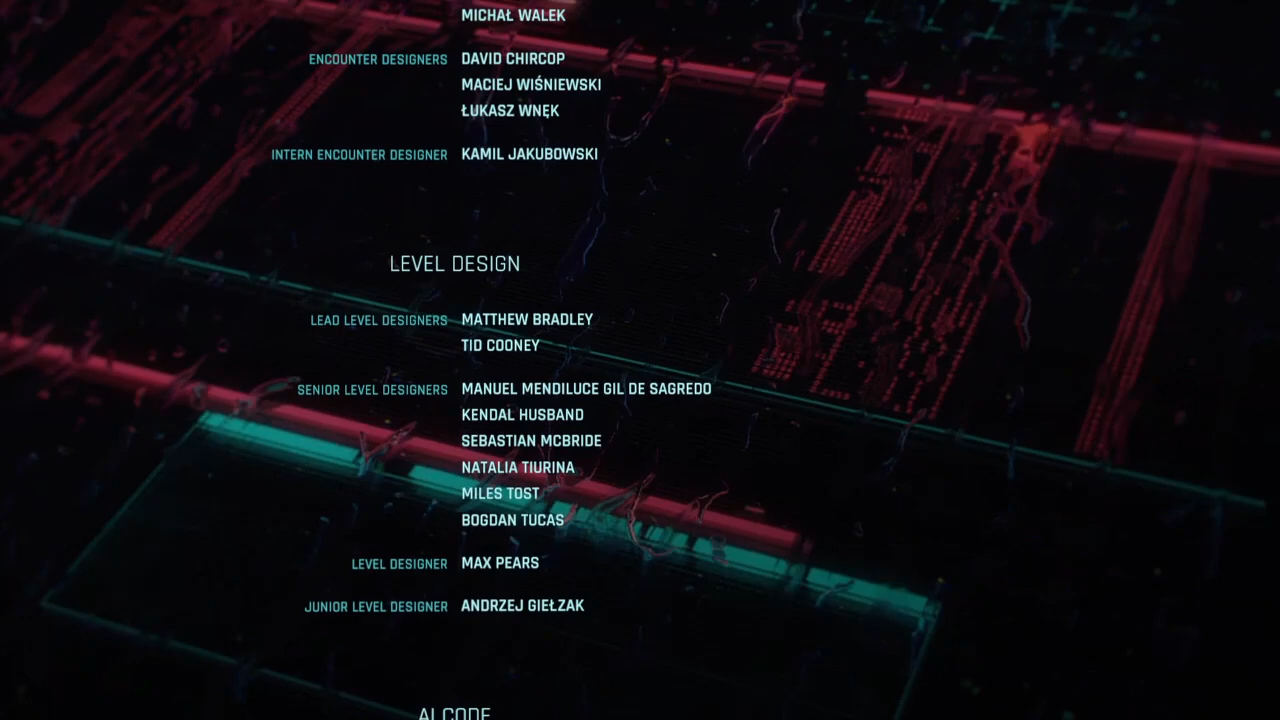 MICHAŁ WALEK
ENCOUNTER DESIGNERS DAVID CHIRCOP
MACIEJ WIŚNIEWSKI
ŁUKASZ WNĘK
INTERN ENCOUNTER DESIGNER KAMIL JAKUBOWSKI
LEVEL DESIGN
LEAD LEVEL DESIGNERS MATTHEW BRADLEY
TID COONEY
SENIOR LEVEL DESIGNERS MANUEL MENDILUCE GIL DE SAGREDO
KENDAL HUSBAND
SEBASTIAN MCBRIDE
NATALIA TIURINA
MILES TOST
BOGDAN TUCAS
LEVEL DESIGNER MAX PEARS
JUNIOR LEVEL DESIGNER ANDRZEJ GIEŁZAK
AI CODE